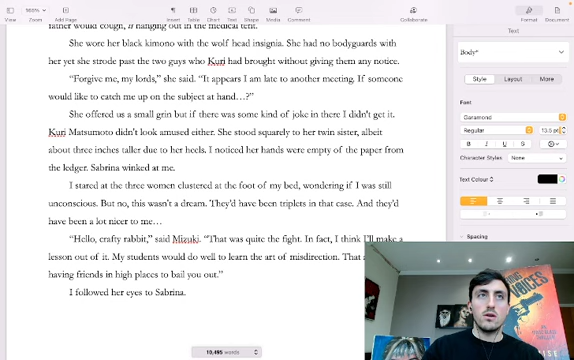 100%
View
Zoom
Add Page
Insert
Table
Chart
Text
Shape
Media
Comment
Collaborate
Format
Document
father would cough, hanging out in the medical tent.
She wore her black kimono with the wolf head insignia. She had no bodyguards with
her yet she strode past the two guys who Kuri had brought without giving them any notice.
“Forgive me, my lords,” she said. “It appears I am late to another meeting. If someone
would like to catch me up on the subject at hand…?”
She offered us a small grin but if there was some kind of joke in there I didn’t get it.
Kuri Matsumoto didn’t look amused either. She stood squarely to her twin sister, albeit
about three inches taller due to her heels. I noticed her hands were empty of the paper from
the ledger. Sabrina winked at me.
I stared at the three women clustered at the foot of my bed, wondering if I was still
unconscious. But no, this wasn’t a dream. They’d have been triplets in that case. And they’d
have been a lot nicer to me…
“Hello, crafty rabbit,” said Mizuki. “That was quite the fight. In fact, I think I’ll make a
lesson out of it. My students would do well to learn the art of misdirection. That a
having friends in high places to bail you out.”
I followed her eyes to Sabrina.
10,495 words
Text
Body*
Style
Layout
More
Font
Garamond
Regular
13.5 pt
B I U S
Character Styles
None
Text Colour
Spacing
VOICES